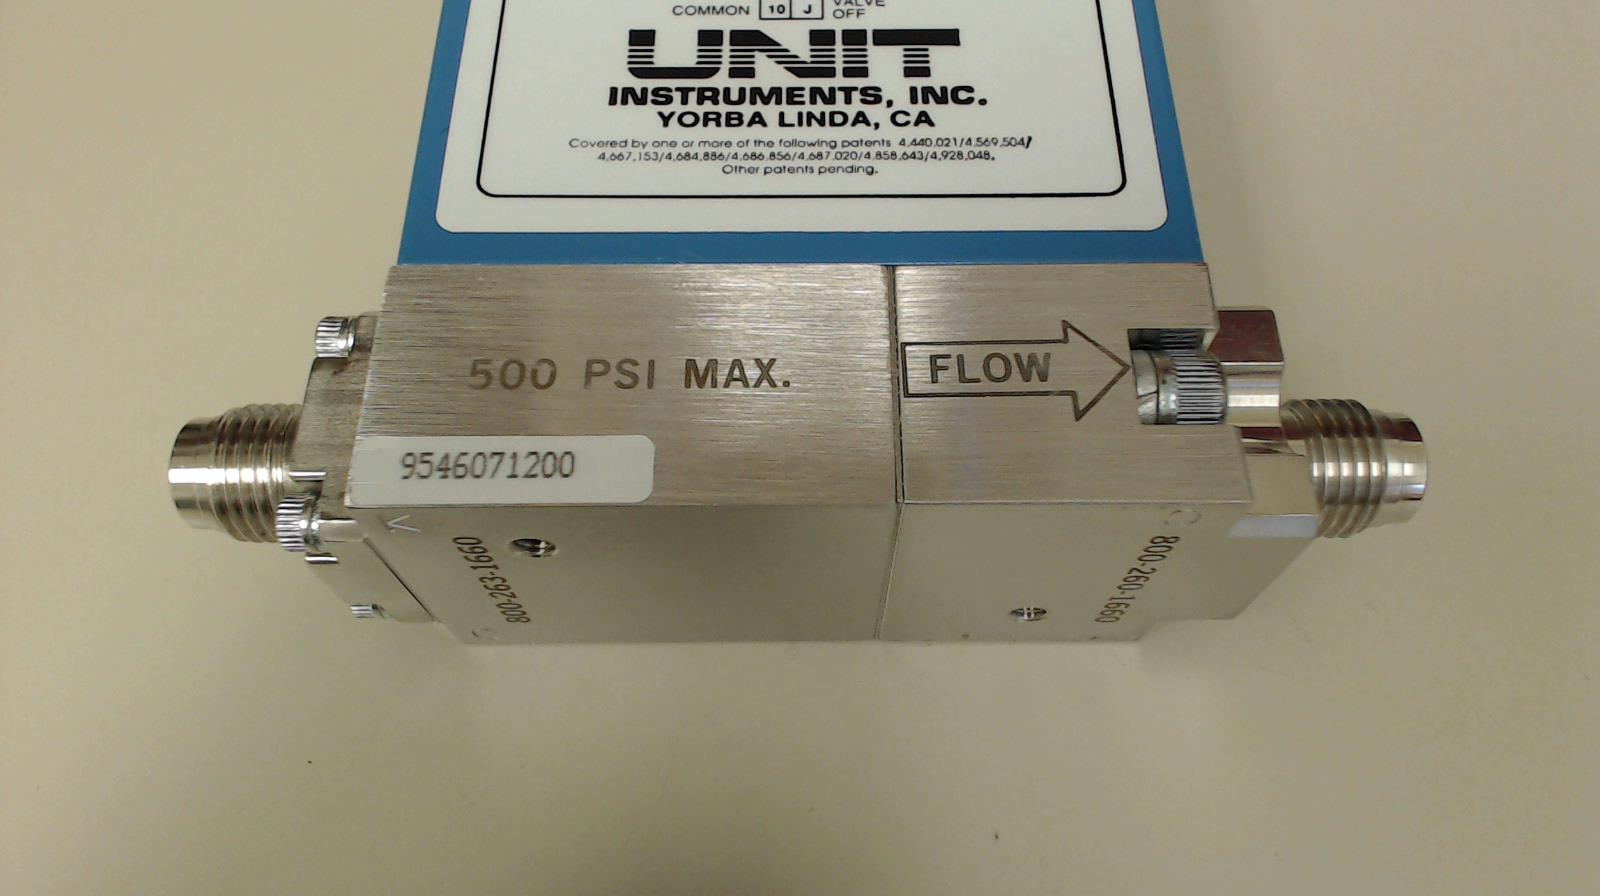 COMMON 10 J VALVE OFF
UNIT
INSTRUMENTS, INC.
YORBA LINDA, CA
Covered by one or more of the following patents 4,440,021/4,569,504/
4,667,153/4,684,886/4,686,856/4,687,020/4,858,643/4,928,048.
Other patents pending.
500 PSI MAX.
FLOW
9546071200
800-263-1660
800-260-1660